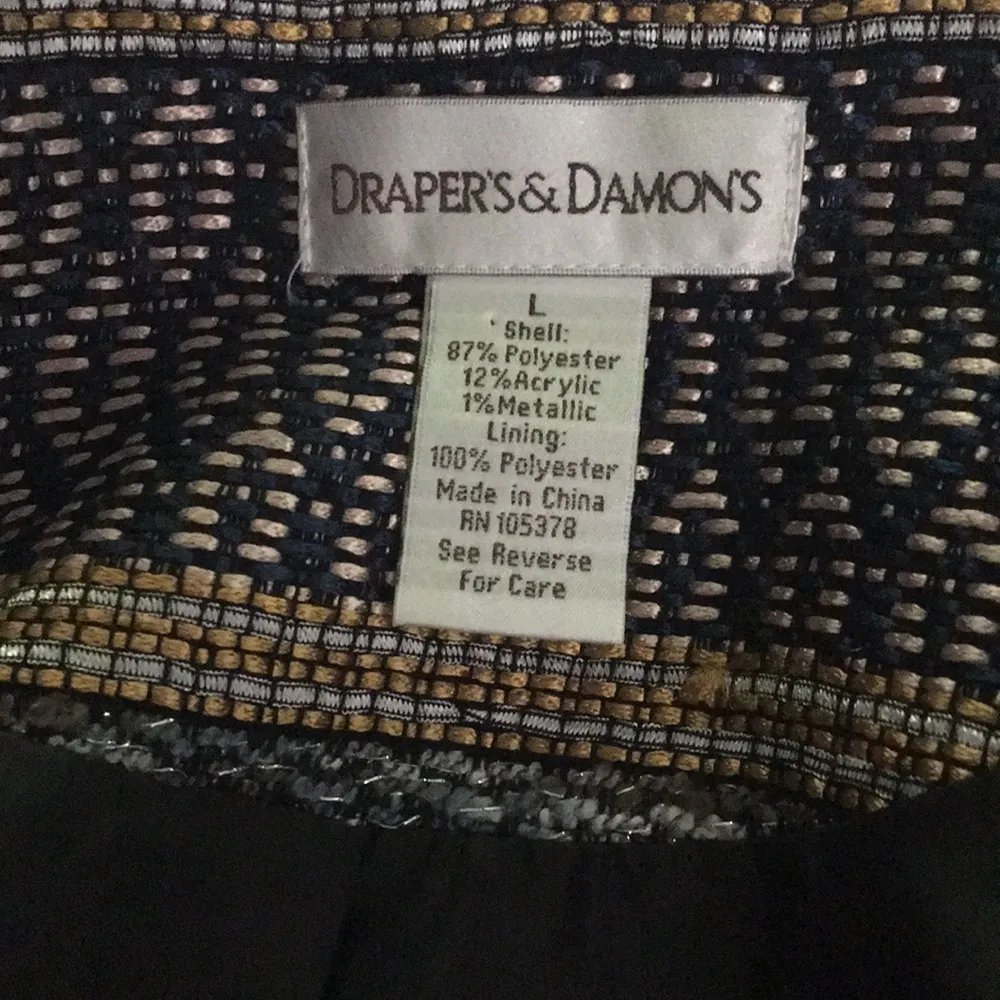 DRAPER'S & DAMON'S
L
Shell:
87% Polyester
12%Acrylic
1%Metallic
Lining:
100% Polyester
Made in China
RN 105378
See Reverse
For Care